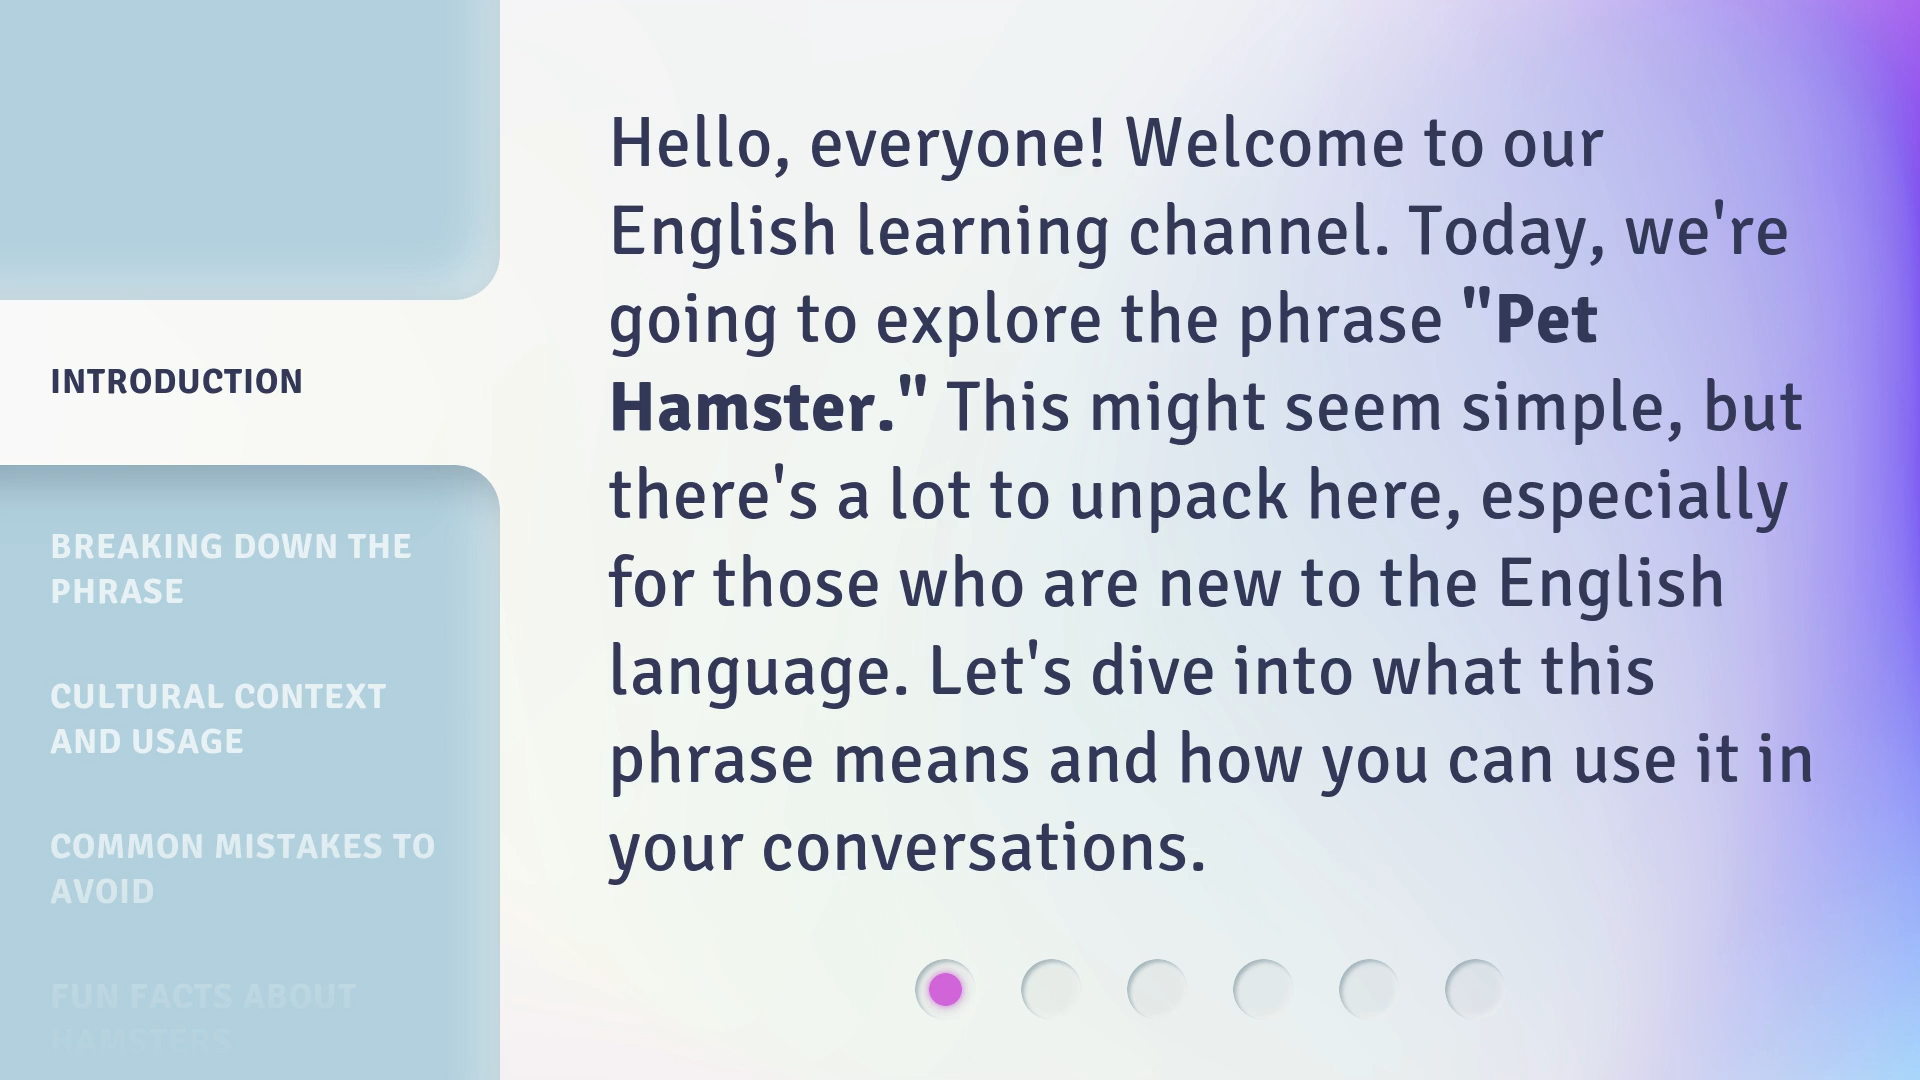 INTRODUCTION
BREAKING DOWN THE
PHRASE
CULTURAL CONTEXT
AND USAGE
COMMON MISTAKES TO
AVOID
FUN FACTS ABOUT
HAMSTERS
Hello, everyone! Welcome to our
English learning channel. Today, we're
going to explore the phrase "Pet
Hamster." This might seem simple, but
there's a lot to unpack here, especially
for those who are new to the English
language. Let's dive into what this
phrase means and how you can use it in
your conversations.